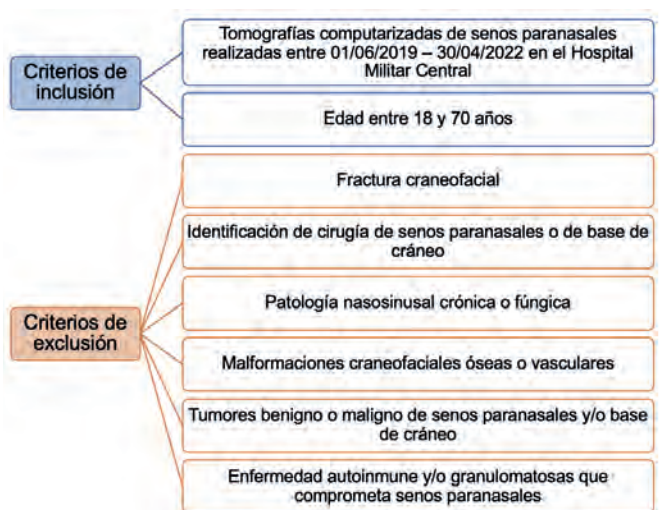 Criterios de
inclusión
Tomografías computarizadas de senos paranasales
realizadas entre 01/06/2019 – 30/04/2022 en el Hospital
Militar Central
Edad entre 18 y 70 años
Criterios de
exclusión
Fractura craneofacial
Identificación de cirugía de senos paranasales o de base de
cráneo
Patología nasosinusal crónica o fúngica
Malformaciones craneofaciales óseas o vasculares
Tumores benigno o maligno de senos paranasales y/o base
de cráneo
Enfermedad autoinmune y/o granulomatosas que
comprometa senos paranasales